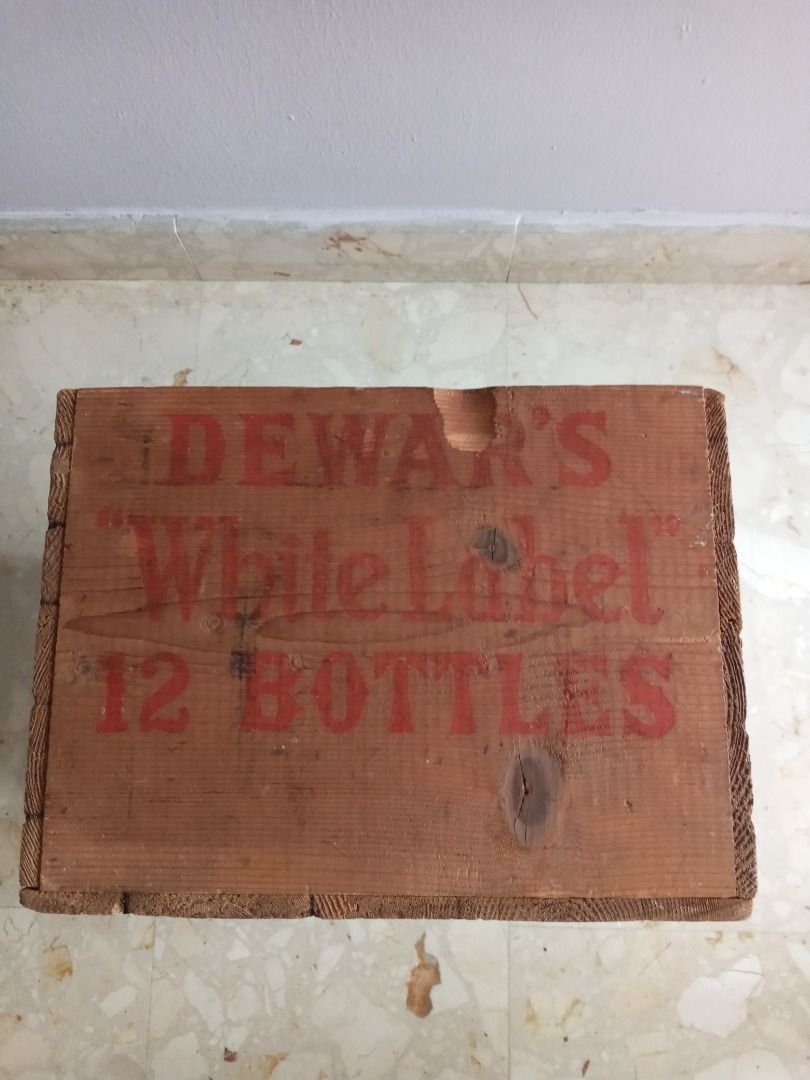 DEWAR'S
"White Label"
12 BOTTLES